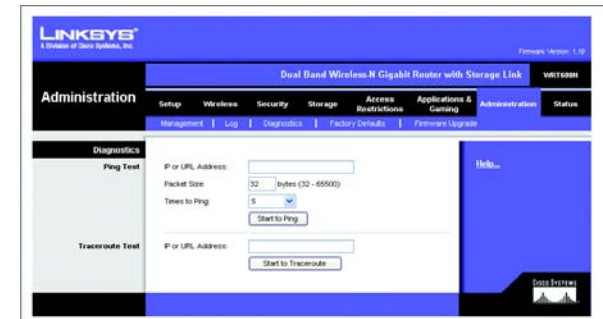 LINKSYS®
A Division of Cisco Systems, Inc.
Firmware Version: 1.10
Dual Band Wireless-N Gigabit Router with Storage Link
WRT600N
Administration
Setup
Wireless
Security
Storage
Access Restrictions
Applications & Gaming
Administration
Status
Management | Log | Diagnostics | Factory Defaults | Firmware Upgrade
Diagnostics
Ping Test
IP or URL Address:
Packet Size: 32 bytes (32 - 65500)
Times to Ping: 5
Start to Ping
Help...
Traceroute Test
IP or URL Address:
Start to Traceroute
CISCO SYSTEMS